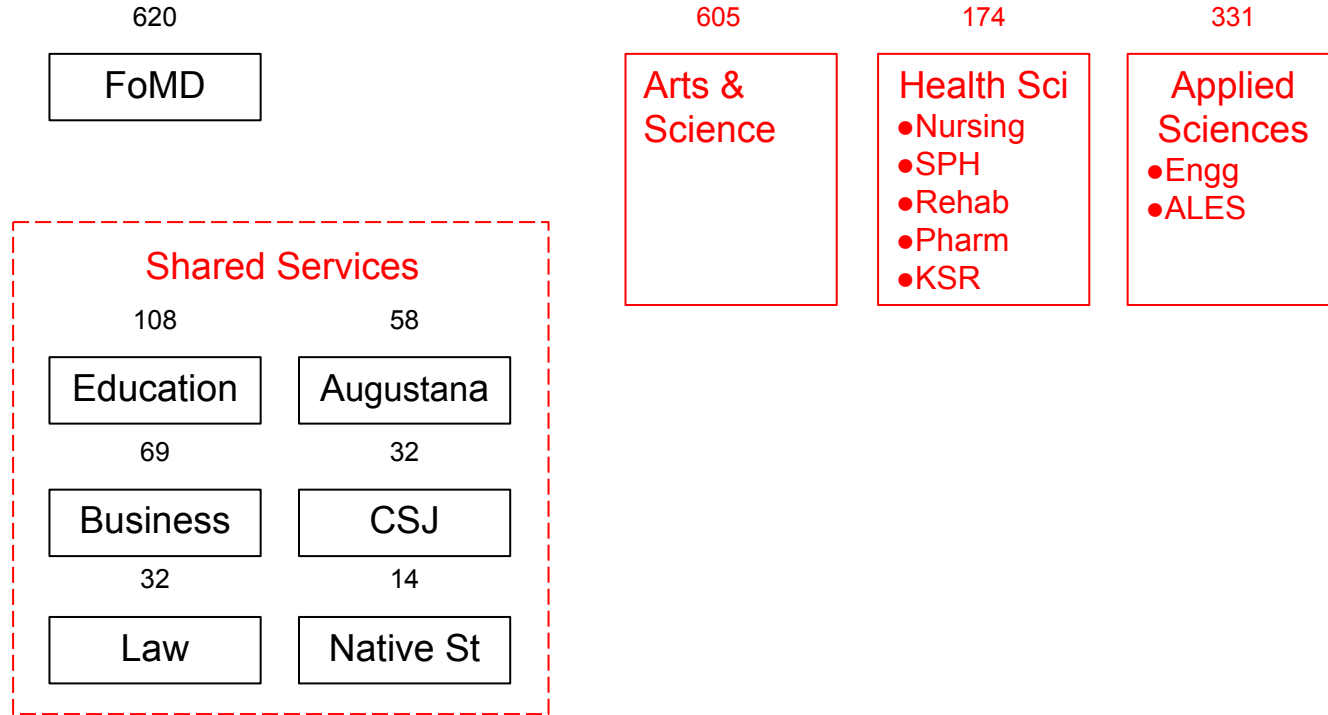 620
FoMD
605
Arts &
Science
174
Health Sci
●Nursing
●SPH
●Rehab
●Pharm
●KSR
331
Applied
Sciences
●Engg
●ALES
Shared Services
108
Education
58
Augustana
69
Business
32
CSJ
32
Law
14
Native St